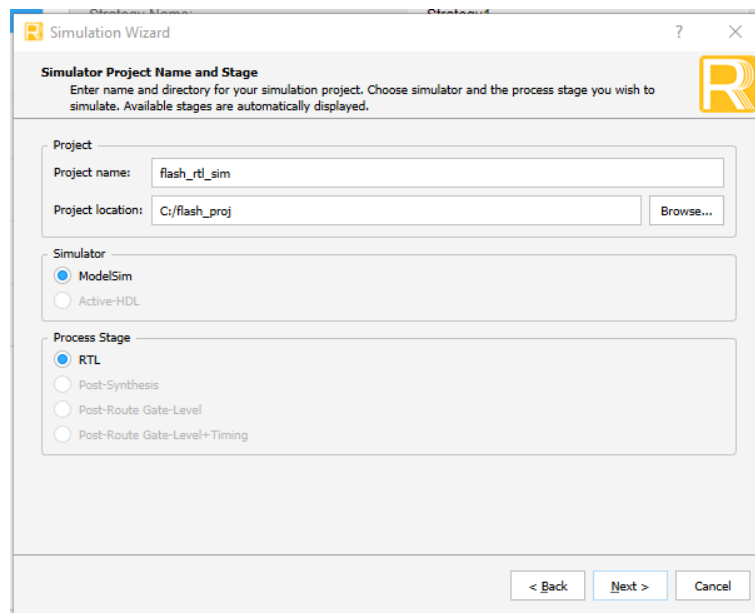 Strategy Name:
Strategy1
Simulation Wizard
?
Simulator Project Name and Stage
Enter name and directory for your simulation project. Choose simulator and the process stage you wish to
simulate. Available stages are automatically displayed.
Project
Project name: flash_rtl_sim
Project location: C:/flash_proj Browse...
Simulator
ModelSim
Active-HDL
Process Stage
RTL
Post-Synthesis
Post-Route Gate-Level
Post-Route Gate-Level+Timing
< Back Next > Cancel